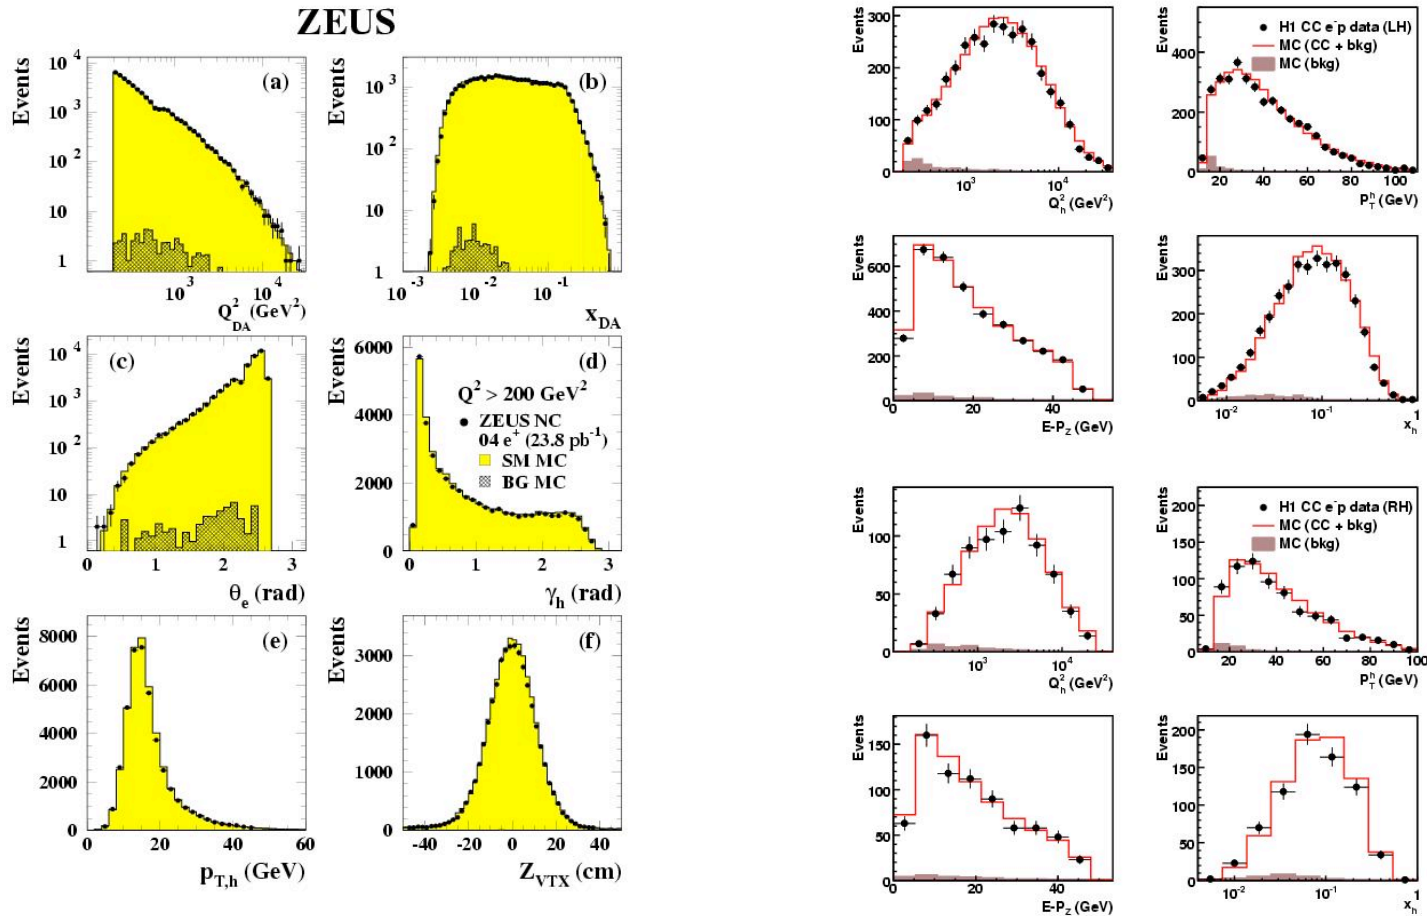 ZEUS
Events
10^4
10^3
10^2
10
1
(a)
10^3 10^4
Q^2_DA (GeV^2)
Events
10^3
10^2
10
1
(b)
10^-3 10^-2 10^-1
x_DA
Events
10^4
10^3
10^2
10
1
(c)
0 1 2 3
θ_e (rad)
Events
6000
4000
2000
0
(d)
Q^2 > 200 GeV^2
ZEUS NC
04 e^+ (23.8 pb^-1)
SM MC
BG MC
0 1 2 3
γ_h (rad)
Events
8000
6000
4000
2000
0
(e)
0 20 40 60
p_T,h (GeV)
Events
3000
2000
1000
0
(f)
-40 -20 0 20 40
Z_VTX (cm)
Events
300
200
100
0
10^3 10^4
Q^2_h (GeV^2)
Events
400
200
0
H1 CC e^-p data (LH)
MC (CC + bkg)
MC (bkg)
20 40 60 80 100
P^h_T (GeV)
Events
600
400
200
0
0 20 40
E-P_Z (GeV)
Events
300
200
100
0
10^-2 10^-1 1
x_h
Events
100
50
0
10^3 10^4
Q^2_h (GeV^2)
Events
200
150
100
50
0
H1 CC e^-p data (RH)
MC (CC + bkg)
MC (bkg)
20 40 60 80 100
P^h_T (GeV)
Events
150
100
50
0
0 20 40
E-P_Z (GeV)
Events
200
150
100
50
0
10^-2 10^-1 1
x_h